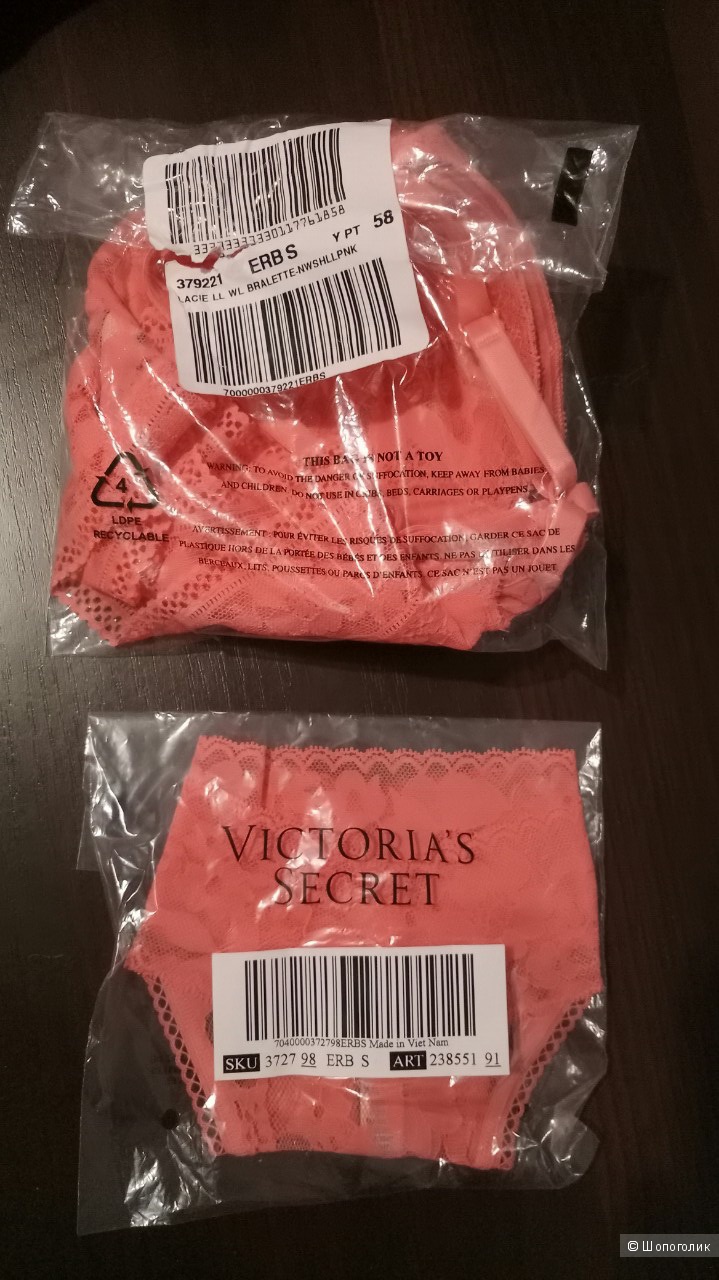 33333333330117761858
379221 ERB S Y PT 58
LACIE LL WL BRALETTE-NWSHLLPNK
7000000379221ERBS
THIS BAG IS NOT A TOY
WARNING: TO AVOID THE DANGER OF SUFFOCATION, KEEP AWAY FROM BABIES
AND CHILDREN. DO NOT USE IN CRIBS, BEDS, CARRIAGES OR PLAYPENS
4
LDPE
RECYCLABLE
AVERTISSEMENT : POUR ÉVITER LES RISQUES DE SUFFOCATION, GARDER CE SAC DE
PLASTIQUE HORS DE LA PORTÉE DES BÉBÉS ET DES ENFANTS. NE PAS UTILISER DANS LES
BERCEAUX, LITS, POUSSETTES OU PARCS D'ENFANTS. CE SAC N'EST PAS UN JOUET.
VICTORIA'S
SECRET
7040000372798ERBS Made in Viet Nam
SKU 3727 98 ERB S ART 238551 91
© Шопоголик